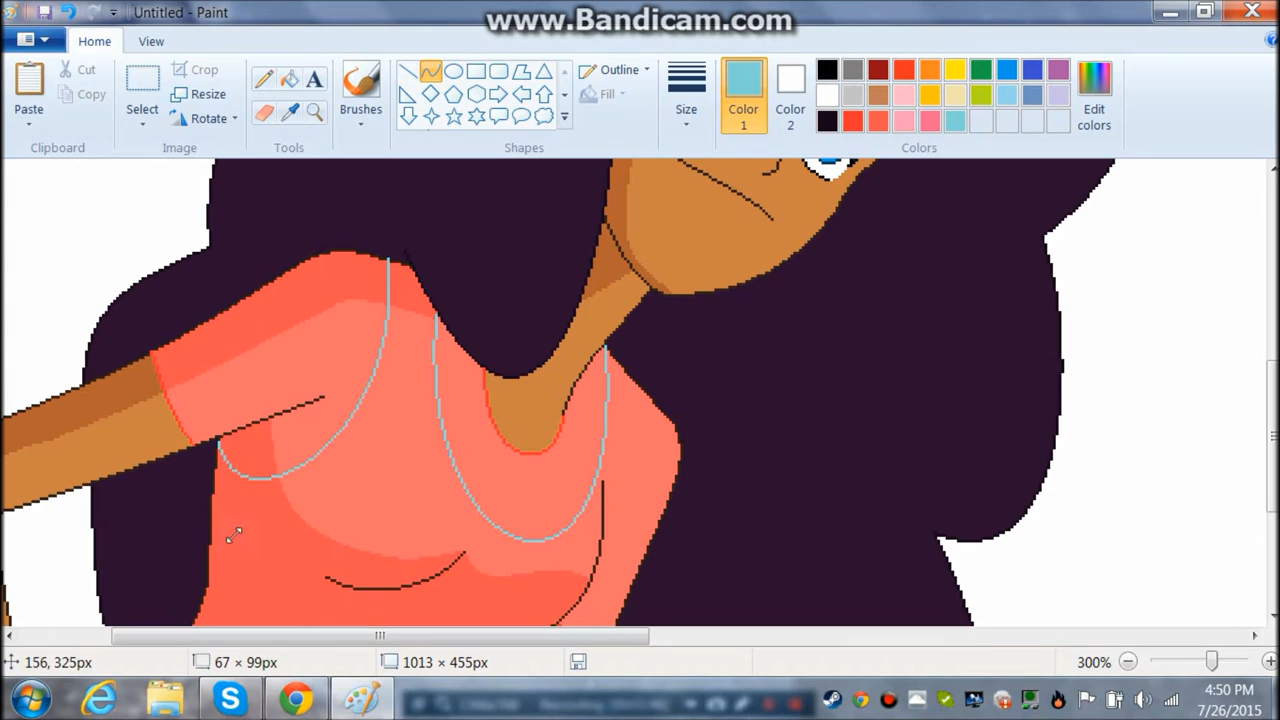 Untitled - Paint
www.Bandicam.com
Home
View
Paste
Cut
Copy
Clipboard
Select
Crop
Resize
Rotate
Image
A
Tools
Brushes
Outline
Fill
Shapes
Size
Color
1
Color
2
Edit
colors
Colors
156, 325px
67 × 99px
1013 × 455px
300%
4:50 PM
7/26/2015